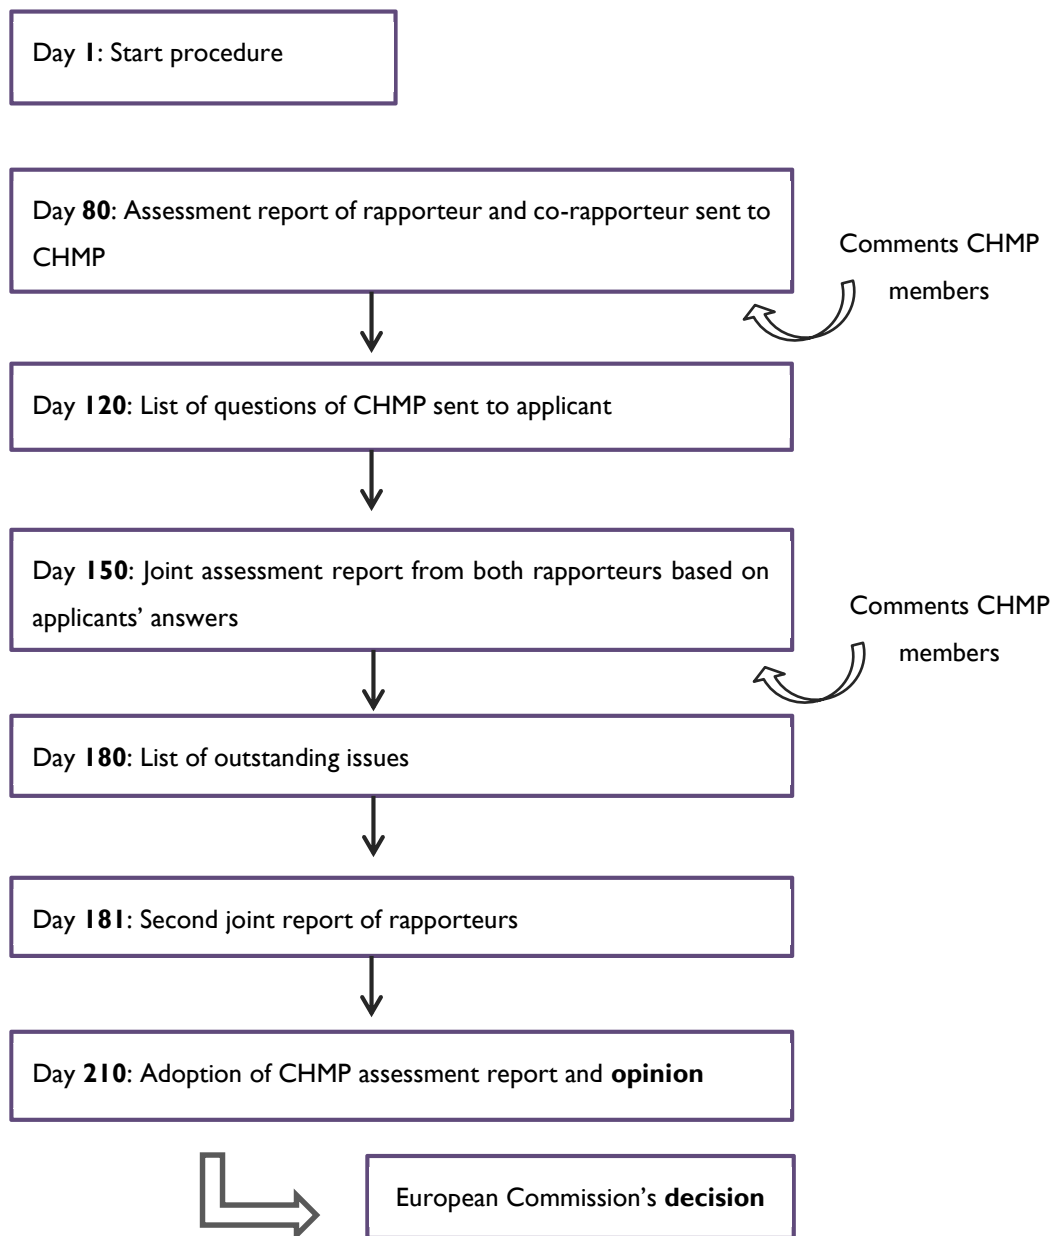 Day 1: Start procedure
Day 80: Assessment report of rapporteur and co-rapporteur sent to
CHMP
Comments CHMP
members
Day 120: List of questions of CHMP sent to applicant
Day 150: Joint assessment report from both rapporteurs based on
applicants’ answers
Comments CHMP
members
Day 180: List of outstanding issues
Day 181: Second joint report of rapporteurs
Day 210: Adoption of CHMP assessment report and opinion
European Commission’s decision